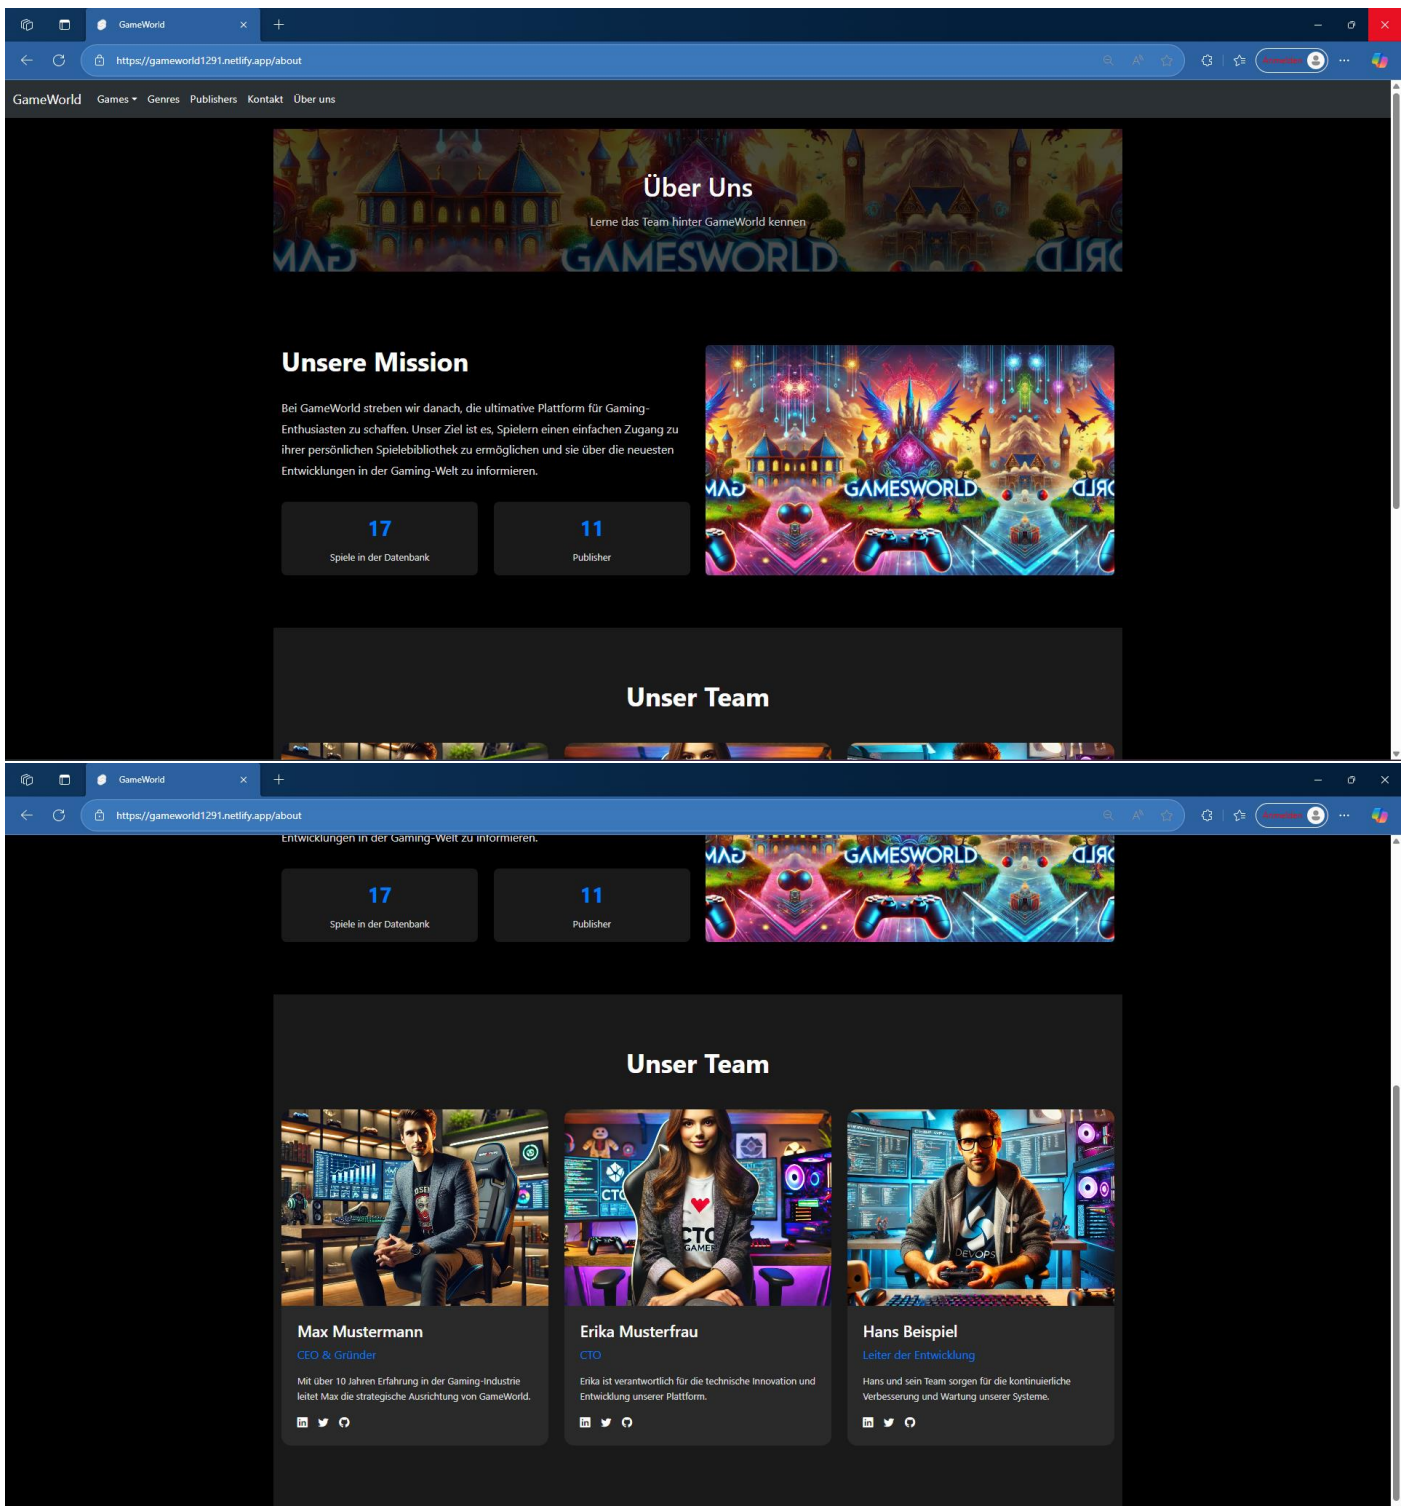 GameWorld
https://gameworld1291.netlify.app/about
GameWorld Games Genres Publishers Kontakt Über uns
Über Uns
Lerne das Team hinter GameWorld kennen
GAMESWORLD
Unsere Mission
Bei GameWorld streben wir danach, die ultimative Plattform für Gaming-
Enthusiasten zu schaffen. Unser Ziel ist es, Spielern einen einfachen Zugang zu
ihrer persönlichen Spielebibliothek zu ermöglichen und sie über die neuesten
Entwicklungen in der Gaming-Welt zu informieren.
17
Spiele in der Datenbank
11
Publisher
GAMESWORLD
Unser Team
GameWorld
https://gameworld1291.netlify.app/about
Entwicklungen in der Gaming-Welt zu informieren.
17
Spiele in der Datenbank
11
Publisher
GAMESWORLD
Unser Team
CTO
CTO
GAMER
DEVOPS
Max Mustermann
CEO & Gründer
Mit über 10 Jahren Erfahrung in der Gaming-Industrie
leitet Max die strategische Ausrichtung von GameWorld.
Erika Musterfrau
CTO
Erika ist verantwortlich für die technische Innovation und
Entwicklung unserer Plattform.
Hans Beispiel
Leiter der Entwicklung
Hans und sein Team sorgen für die kontinuierliche
Verbesserung und Wartung unserer Systeme.